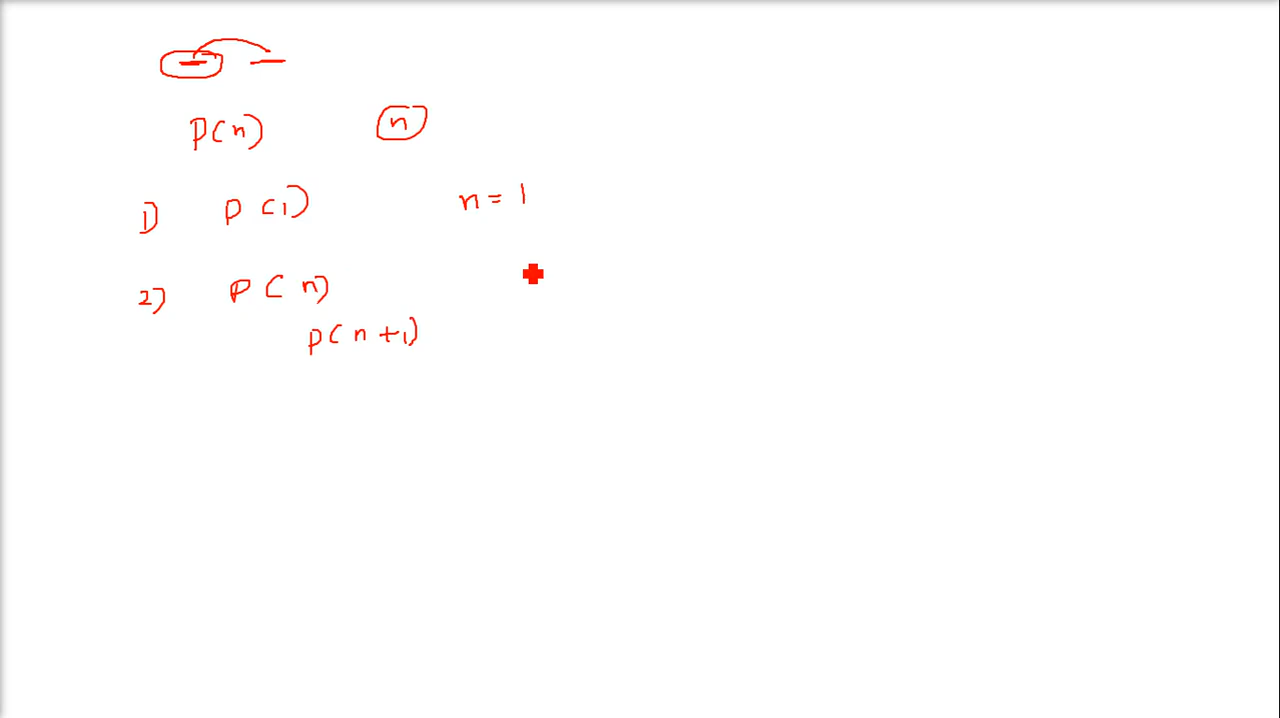 P(n) n
1) P(1) n = 1
2) P(n)
P(n+1)